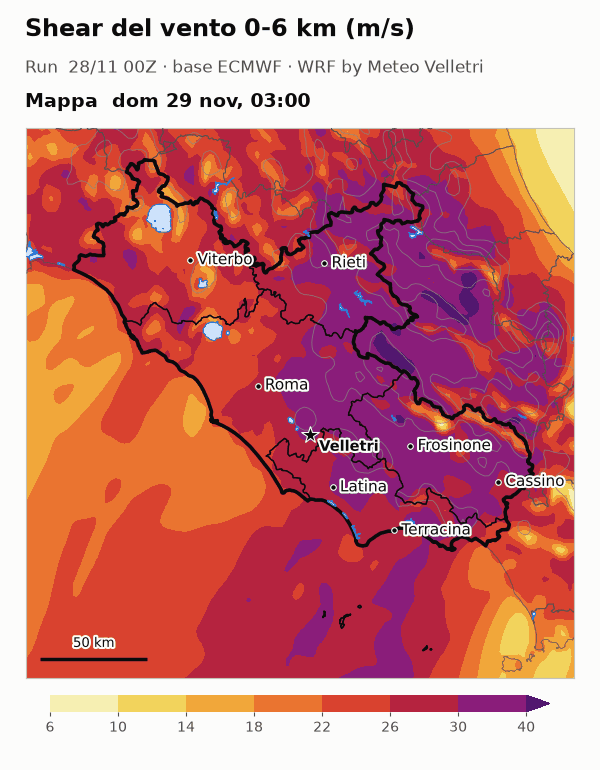 Shear del vento 0-6 km (m/s)
Run  28/11 00Z · base ECMWF · WRF by Meteo Velletri
Mappa  dom 29 nov, 03:00
Viterbo
Rieti
Roma
Velletri
Frosinone
Cassino
Latina
Terracina
50 km
6 10 14 18 22 26 30 40